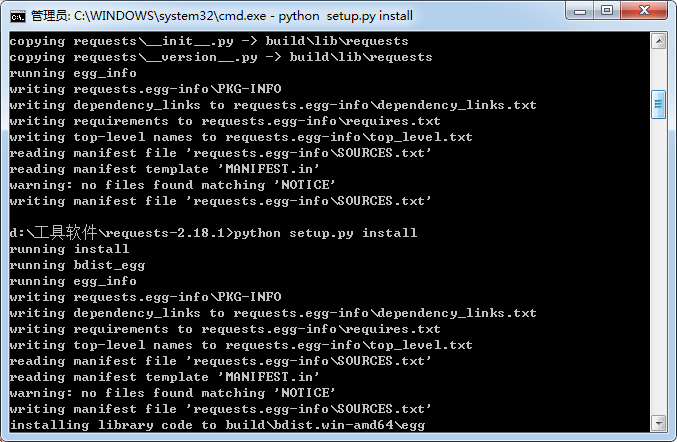 管理员: C:\WINDOWS\system32\cmd.exe - python  setup.py install
copying requests\__init__.py -> build\lib\requests
copying requests\__version__.py -> build\lib\requests
running egg_info
writing requests.egg-info\PKG-INFO
writing dependency_links to requests.egg-info\dependency_links.txt
writing requirements to requests.egg-info\requires.txt
writing top-level names to requests.egg-info\top_level.txt
reading manifest file 'requests.egg-info\SOURCES.txt'
reading manifest template 'MANIFEST.in'
warning: no files found matching 'NOTICE'
writing manifest file 'requests.egg-info\SOURCES.txt'
d:\工具软件\requests-2.18.1>python setup.py install
running install
running bdist_egg
running egg_info
writing requests.egg-info\PKG-INFO
writing dependency_links to requests.egg-info\dependency_links.txt
writing requirements to requests.egg-info\requires.txt
writing top-level names to requests.egg-info\top_level.txt
reading manifest file 'requests.egg-info\SOURCES.txt'
reading manifest template 'MANIFEST.in'
warning: no files found matching 'NOTICE'
writing manifest file 'requests.egg-info\SOURCES.txt'
installing library code to build\bdist.win-amd64\egg